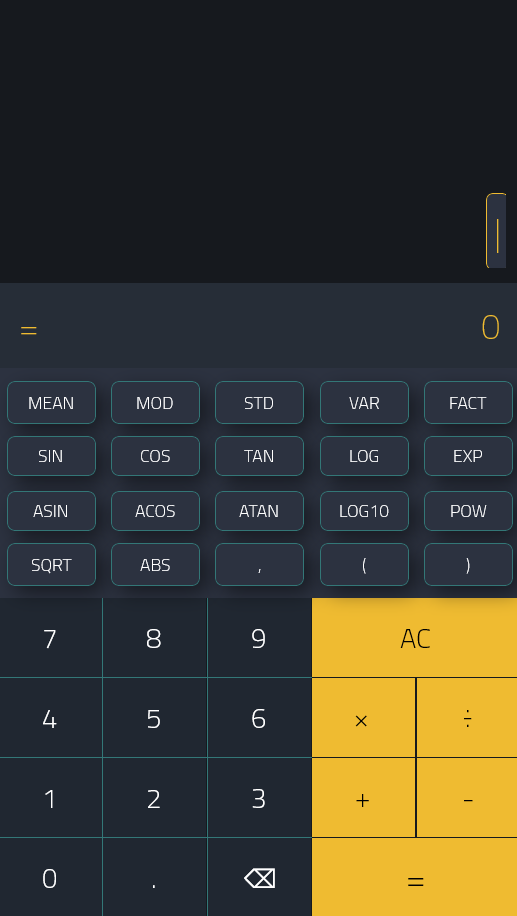 = 0
MEAN MOD STD VAR FACT
SIN COS TAN LOG EXP
ASIN ACOS ATAN LOG10 POW
SQRT ABS , ( )
7 8 9 AC
4 5 6 × ÷
1 2 3 + -
0 . ⌫ =